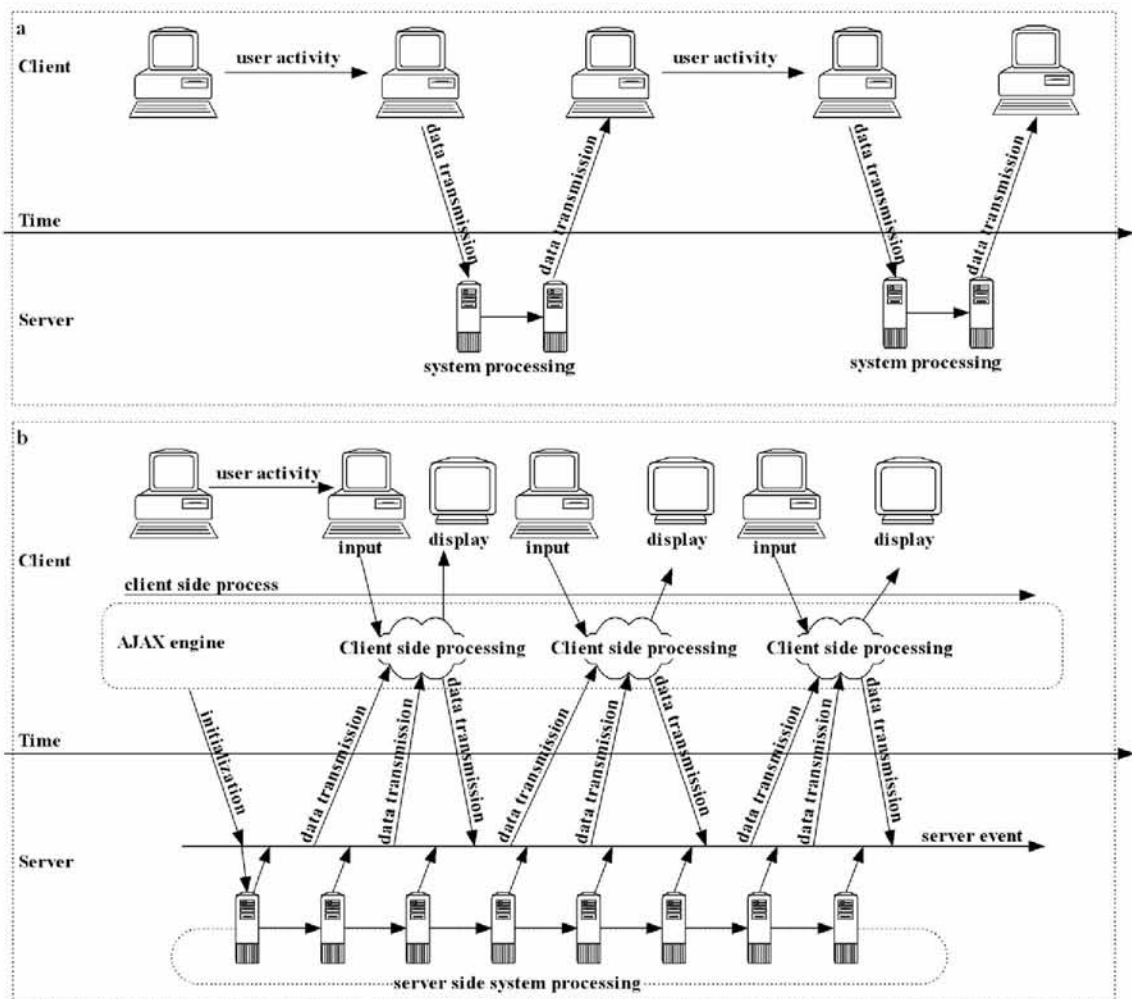 a
Client
user activity
user activity
data transmission
data transmission
data transmission
data transmission
Time
Server
system processing
system processing
b
user activity
Client
input
display
input
display
input
display
client side process
AJAX engine
Client side processing
Client side processing
Client side processing
initialization
data transmission
data transmission
data transmission
data transmission
data transmission
data transmission
data transmission
data transmission
data transmission
Time
server event
Server
server side system processing